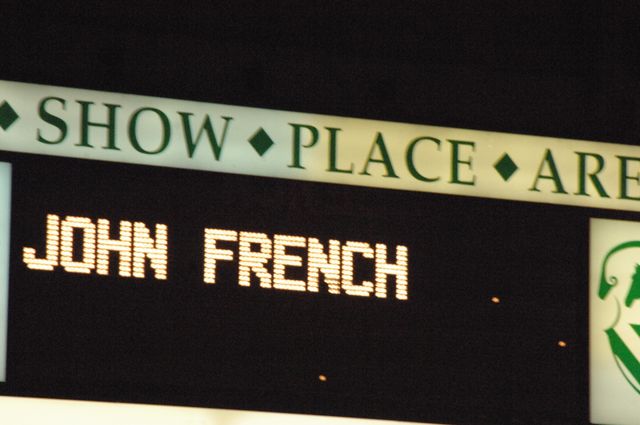 SHOW ◆ PLACE ◆ ARE
JOHN FRENCH